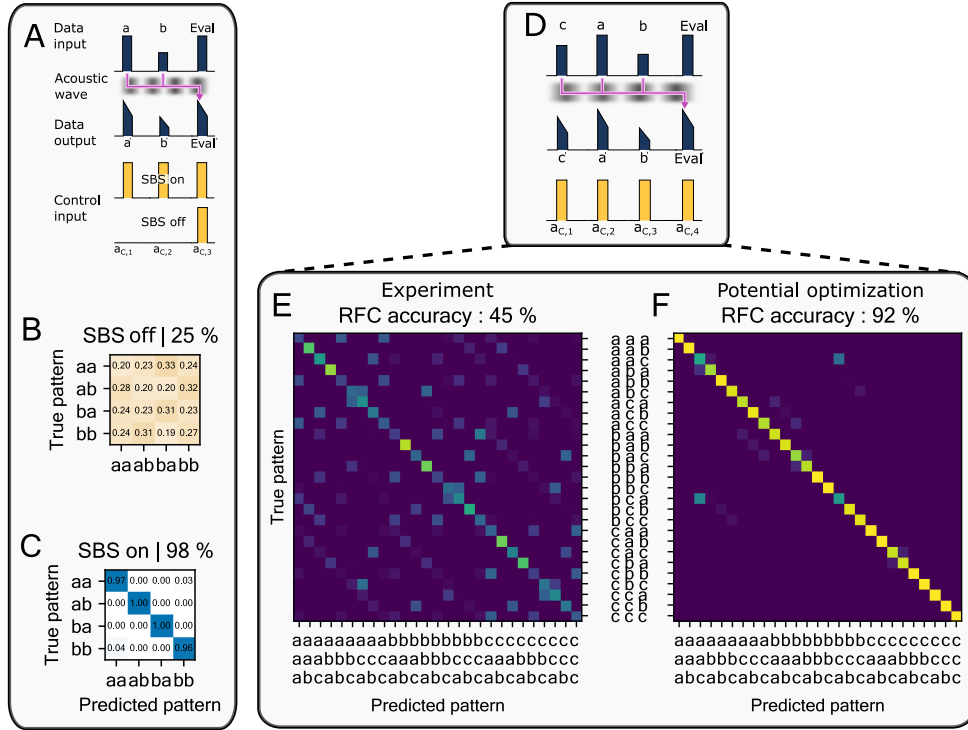 A
Data
input
a
b
Eval
Acoustic
wave
Data
output
a'
b'
Eval'
SBS on
Control
input
SBS off
aC,1
aC,2
aC,3
B
SBS off | 25 %
True pattern
aa 0.20 0.23 0.33 0.24
ab 0.28 0.20 0.20 0.32
ba 0.24 0.23 0.31 0.23
bb 0.24 0.31 0.19 0.27
aa ab ba bb
C
SBS on | 98 %
True pattern
aa 0.97 0.00 0.00 0.03
ab 0.00 1.00 0.00 0.00
ba 0.00 0.00 1.00 0.00
bb 0.04 0.00 0.00 0.96
aa ab ba bb
Predicted pattern
D
c
a
b
Eval
c'
a'
b'
Eval'
aC,1
aC,2
aC,3
aC,4
E
Experiment
RFC accuracy : 45 %
True pattern
aaaaaaaaabbbbbbbbbccccccccc
aaabbbcccaaabbbcccaaabbbccc
abcabcabcabcabcabcabcabcabc
Predicted pattern
F
Potential optimization
RFC accuracy : 92 %
a a a
a a b
a a c
a b a
a b b
a b c
a c a
a c b
a c c
b a a
b a b
b a c
b b a
b b b
b b c
b c a
b c b
b c c
c a a
c a b
c a c
c b a
c b b
c b c
c c a
c c b
c c c
aaaaaaaaabbbbbbbbbccccccccc
aaabbbcccaaabbbcccaaabbbccc
abcabcabcabcabcabcabcabcabc
Predicted pattern